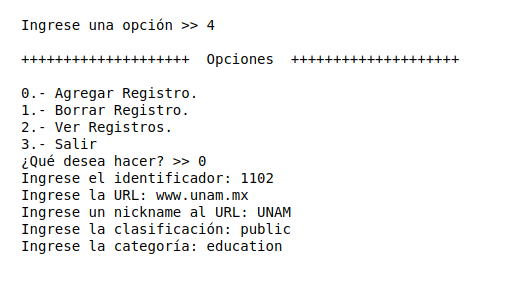 Ingrese una opción >> 4
++++++++++++++++++++ Opciones ++++++++++++++++++++
0.- Agregar Registro.
1.- Borrar Registro.
2.- Ver Registros.
3.- Salir
¿Qué desea hacer? >> 0
Ingrese el identificador: 1102
Ingrese la URL: www.unam.mx
Ingrese un nickname al URL: UNAM
Ingrese la clasificación: public
Ingrese la categoría: education